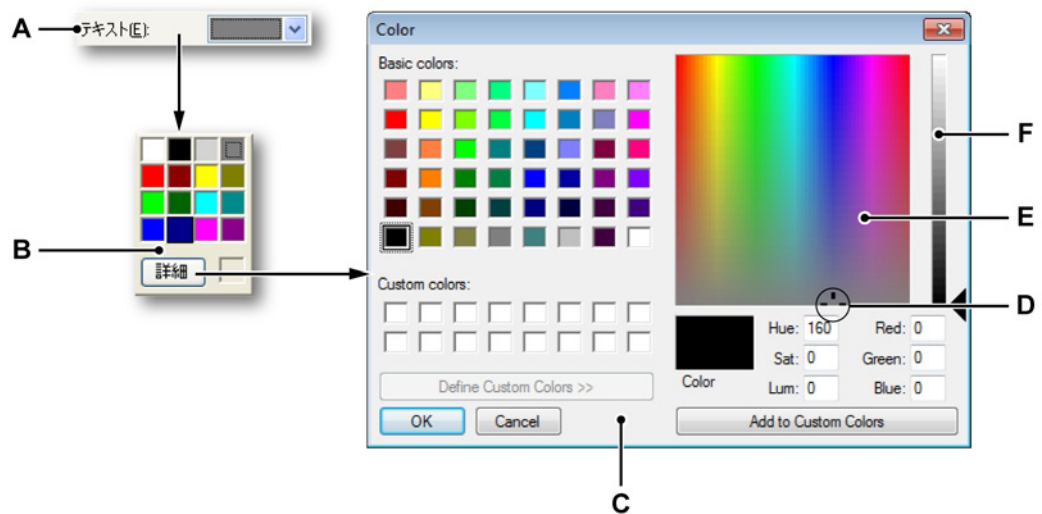 A
テキスト(E):
B
詳細
Color
Basic colors:
Custom colors:
Define Custom Colors >>
OK
Cancel
C
F
E
D
Hue: 160
Red: 0
Sat: 0
Green: 0
Color
Lum: 0
Blue: 0
Add to Custom Colors